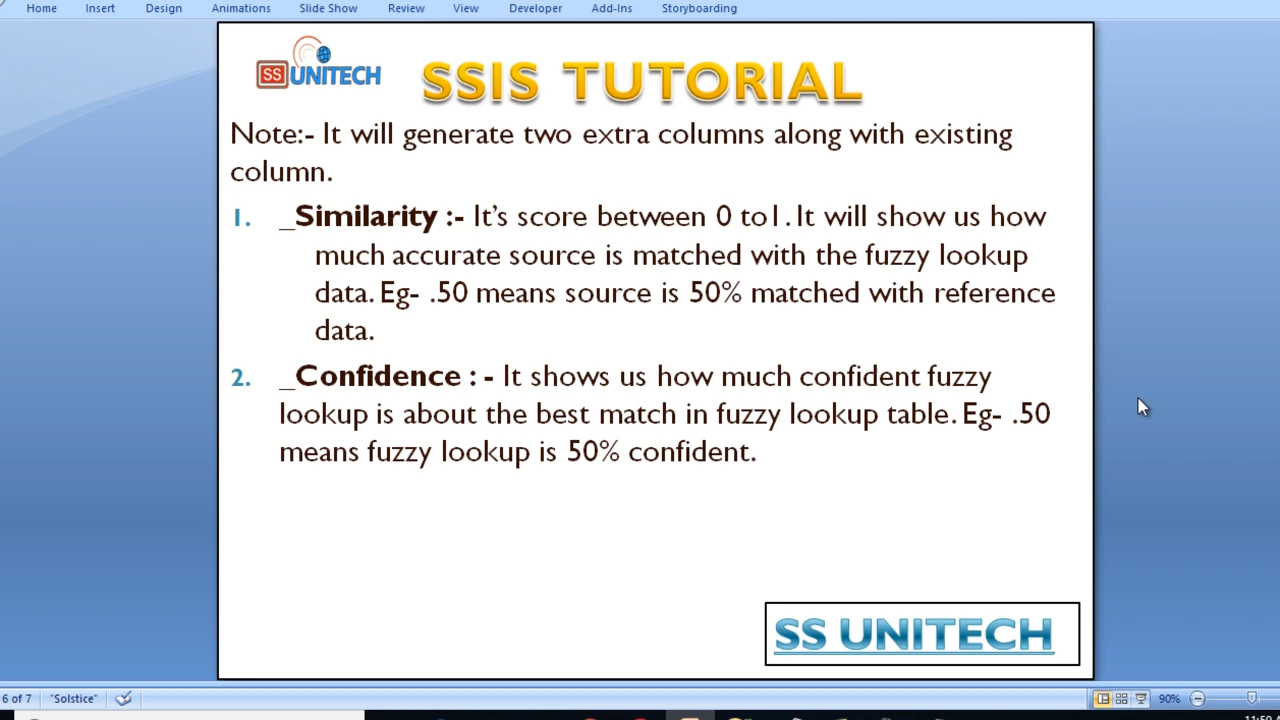 Home Insert Design Animations Slide Show Review View Developer Add-Ins Storyboarding
SS UNITECH
SSIS TUTORIAL
Note:- It will generate two extra columns along with existing
column.
1. _Similarity :- It's score between 0 to1. It will show us how
much accurate source is matched with the fuzzy lookup
data. Eg- .50 means source is 50% matched with reference
data.
2. _Confidence : - It shows us how much confident fuzzy
lookup is about the best match in fuzzy lookup table. Eg- .50
means fuzzy lookup is 50% confident.
SS UNITECH
6 of 7 "Solstice" 90%